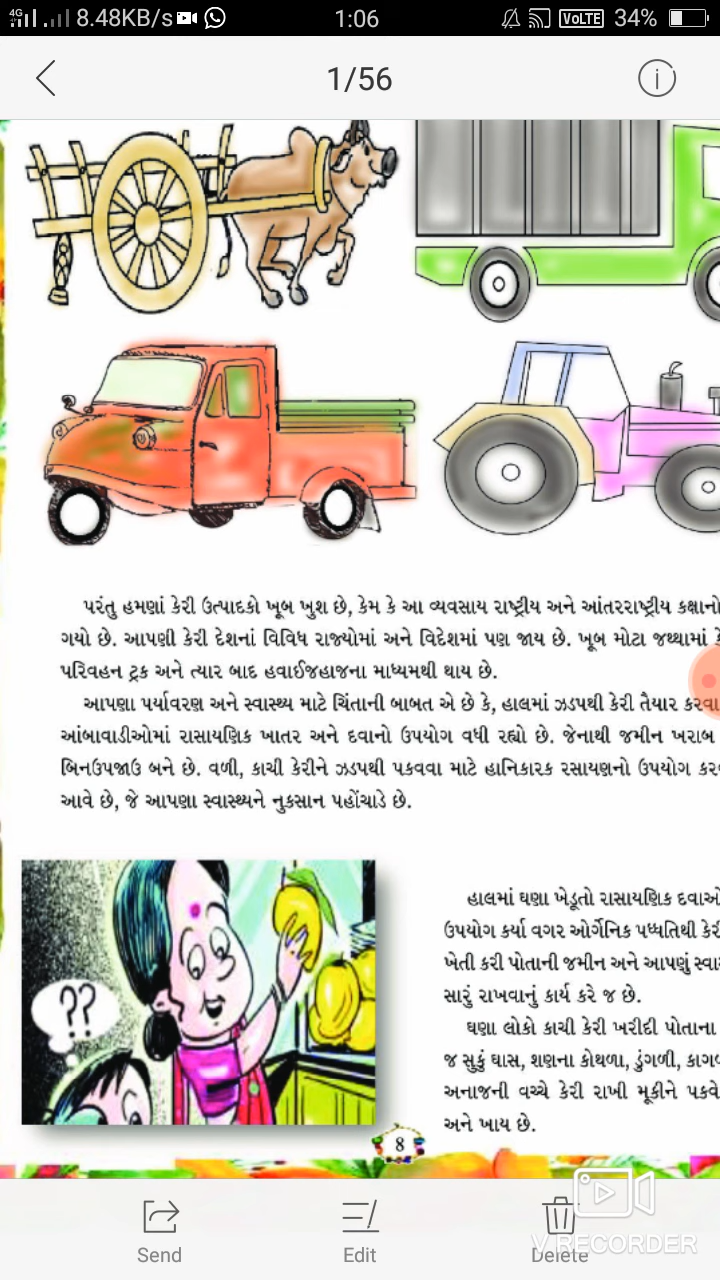 4G 8.48KB/s 1:06 VoLTE 34%
1/56
પરંતુ હમણાં કેરી ઉત્પાદકો ખૂબ ખુશ છે, કેમ કે આ વ્યવસાય રાષ્ટ્રીય અને આંતરરાષ્ટ્રીય કક્ષાનો
ગયો છે. આપણી કેરી દેશનાં વિવિધ રાજ્યોમાં અને વિદેશમાં પણ જાય છે. ખૂબ મોટા જથ્થામાં
પરિવહન ટ્રક અને ત્યાર બાદ હવાઈજહાજના માધ્યમથી થાય છે.
આપણા પર્યાવરણ અને સ્વાસ્થ્ય માટે ચિંતાની બાબત એ છે કે, હાલમાં ઝડપથી કેરી તૈયાર કરવા
આંબાવાડીઓમાં રાસાયણિક ખાતર અને દવાનો ઉપયોગ વધી રહ્યો છે. જેનાથી જમીન ખરાબ
બિનઉપજાઉ બને છે. વળી, કાચી કેરીને ઝડપથી પકવવા માટે હાનિકારક રસાયણનો ઉપયોગ
આવે છે, જે આપણા સ્વાસ્થ્યને નુકસાન પહોંચાડે છે.
હાલમાં ઘણા ખેડૂતો રાસાયણિક દવાઓ
ઉપયોગ કર્યા વગર ઓર્ગેનિક પધ્ધતિથી કેરી
ખેતી કરી પોતાની જમીન અને આપણું
સારું રાખવાનું કાર્ય કરે જ છે.
??
ઘણા લોકો કાચી કેરી ખરીદી પોતાના
જ સુકું ઘાસ, શણના કોથળા, ડુંગળી,
અનાજની વચ્ચે કેરી રાખી મૂકીને પકવે
અને ખાય છે.
8
Send Edit Delete
V RECORDER